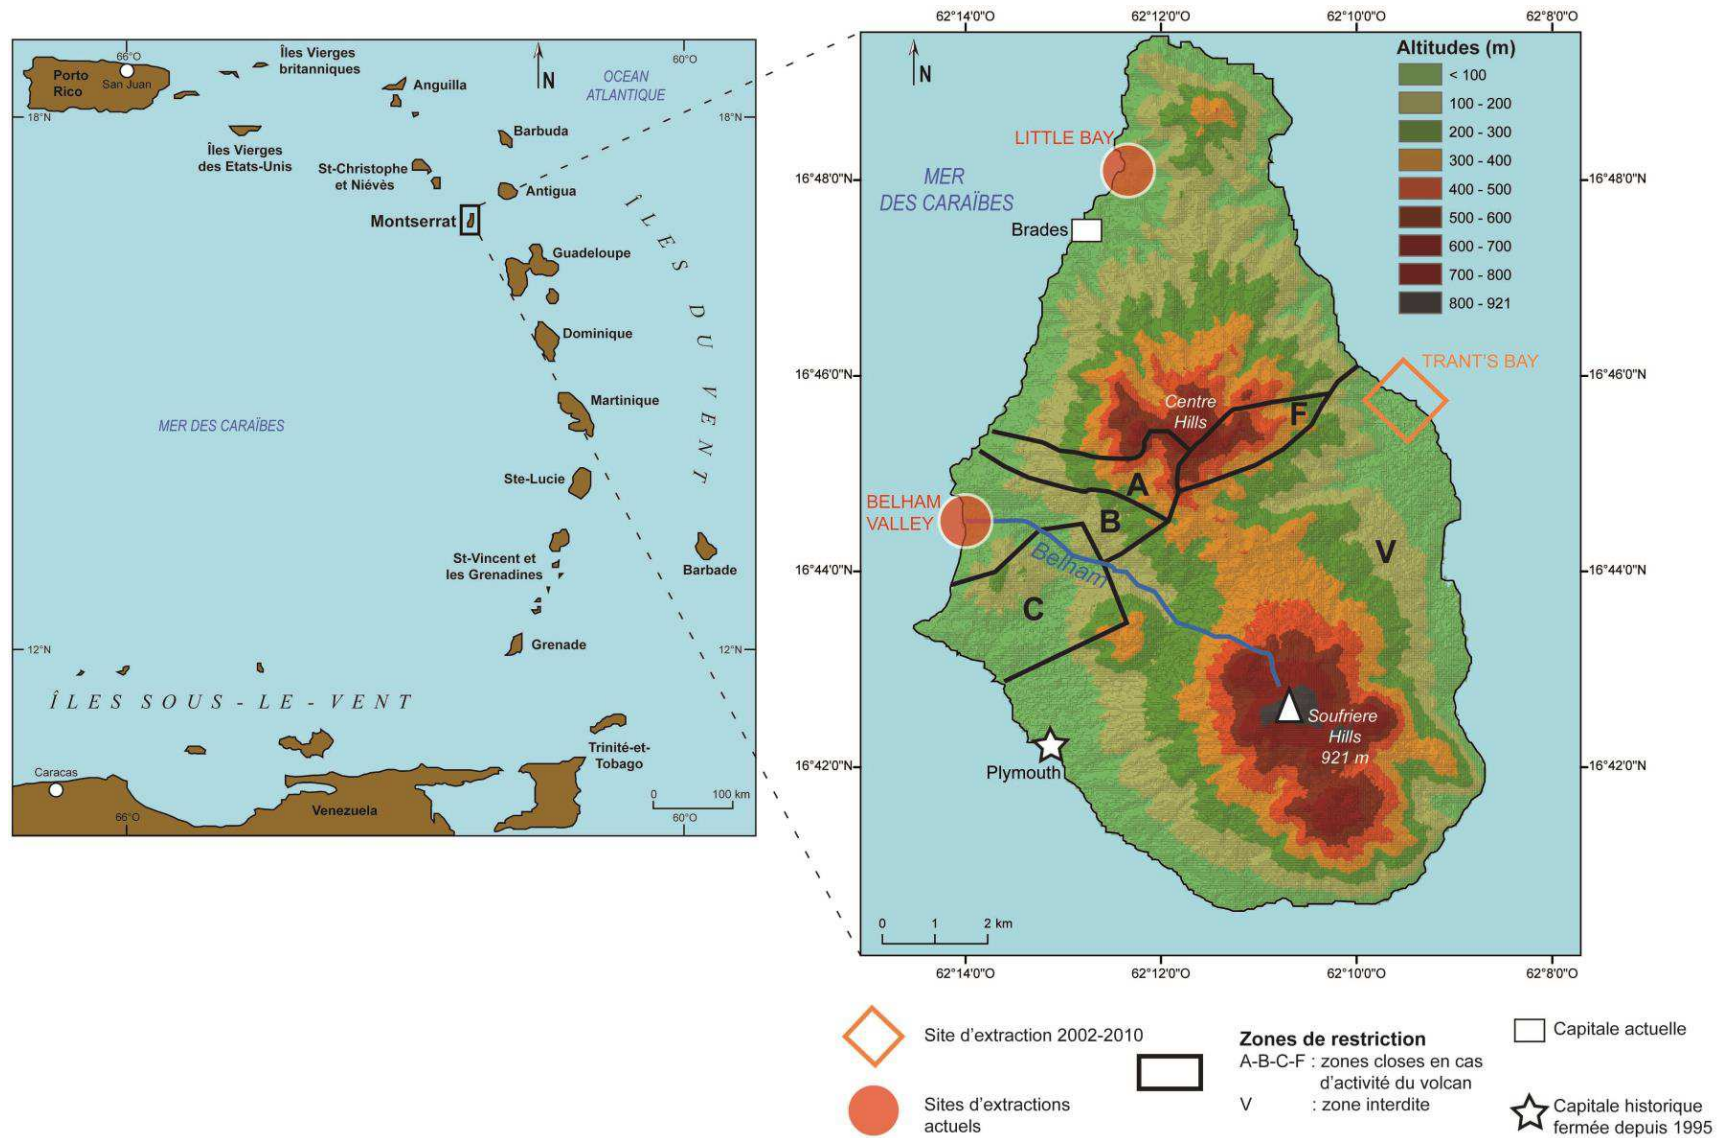 66°O
60°O
Porto
Rico
San Juan
Îles Vierges
britanniques
Anguilla
N
OCEAN
ATLANTIQUE
18°N
18°N
Îles Vierges
des Etats-Unis
Barbuda
St-Christophe
et Niévès
Antigua
Montserrat
Guadeloupe
ÎLES DU VENT
Dominique
Martinique
MER DES CARAÏBES
Ste-Lucie
St-Vincent et
les Grenadines
Barbade
Grenade
12°N
12°N
ÎLES SOUS-LE-VENT
Trinité-et-
Tobago
Caracas
Venezuela
0 100 km
66°O
60°O
62°14'0"O 62°12'0"O 62°10'0"O 62°8'0"O
N
Altitudes (m)
< 100
100 - 200
200 - 300
300 - 400
400 - 500
500 - 600
600 - 700
700 - 800
800 - 921
LITTLE BAY
MER
DES CARAÏBES
16°48'0"N
16°48'0"N
Brades
TRANT'S BAY
16°46'0"N
16°46'0"N
Centre
Hills
F
A
BELHAM
VALLEY
B
Belham
V
16°44'0"N
16°44'0"N
C
Soufriere
Hills
921 m
Plymouth
16°42'0"N
16°42'0"N
0 1 2 km
62°14'0"O 62°12'0"O 62°10'0"O 62°8'0"O
Site d'extraction 2002-2010
Sites d'extractions
actuels
Zones de restriction
A-B-C-F : zones closes en cas
d'activité du volcan
V : zone interdite
Capitale actuelle
Capitale historique
fermée depuis 1995